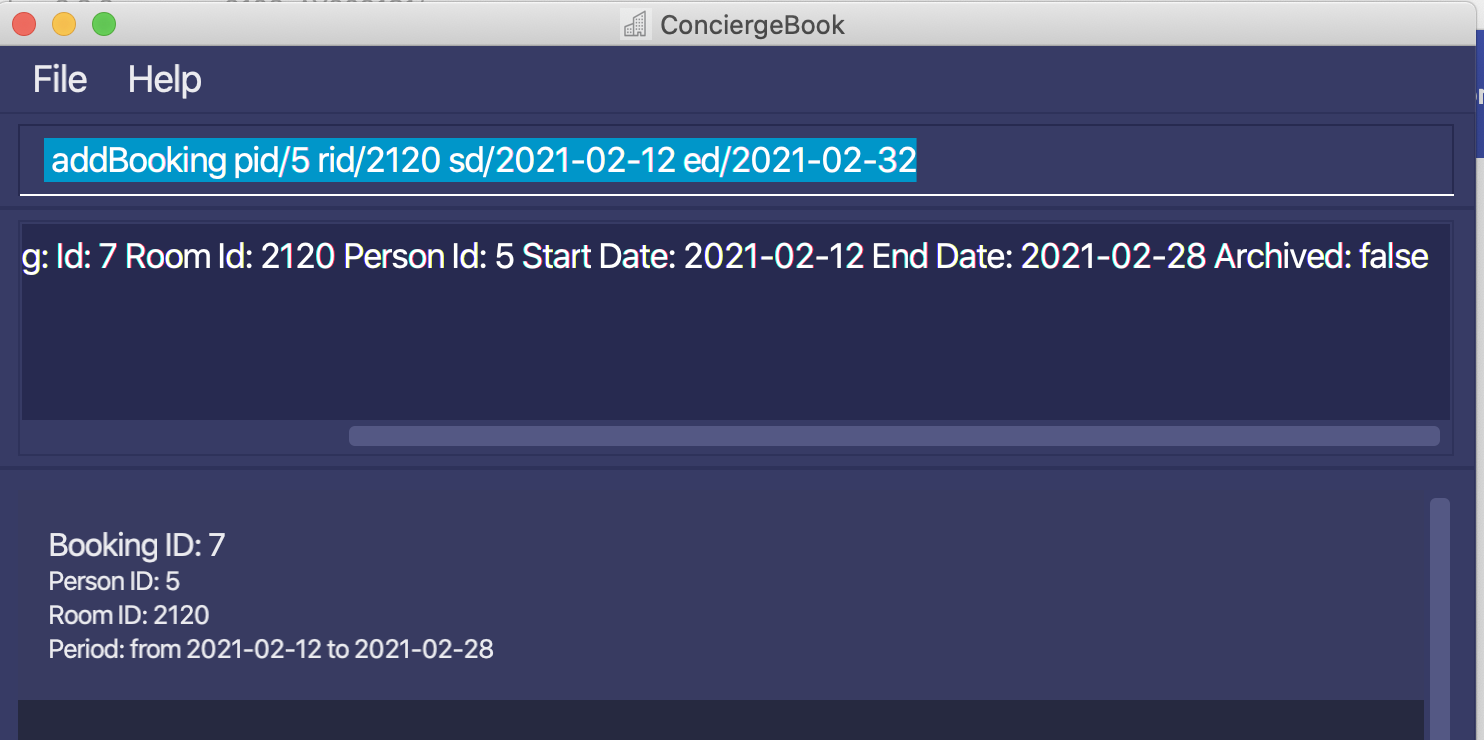 ConciergeBook
File Help
addBooking pid/5 rid/2120 sd/2021-02-12 ed/2021-02-32
g: Id: 7 Room Id: 2120 Person Id: 5 Start Date: 2021-02-12 End Date: 2021-02-28 Archived: false
Booking ID: 7
Person ID: 5
Room ID: 2120
Period: from 2021-02-12 to 2021-02-28